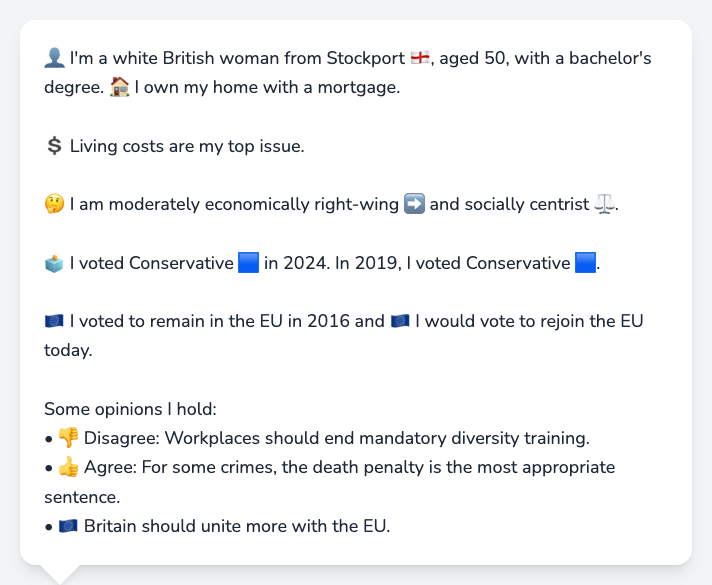 👤 I'm a white British woman from Stockport 🏴󠁧󠁢󠁥󠁮󠁧󠁿, aged 50, with a bachelor's
degree. 🏠 I own my home with a mortgage.
💲 Living costs are my top issue.
🤔 I am moderately economically right-wing ➡️ and socially centrist ⚖️.
🗳️ I voted Conservative 🟦 in 2024. In 2019, I voted Conservative 🟦.
🇪🇺 I voted to remain in the EU in 2016 and 🇪🇺 I would vote to rejoin the EU
today.
Some opinions I hold:
• 👎 Disagree: Workplaces should end mandatory diversity training.
• 👍 Agree: For some crimes, the death penalty is the most appropriate
sentence.
• 🇪🇺 Britain should unite more with the EU.